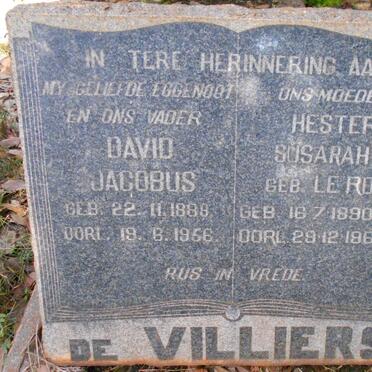 IN TERE HERINNERING AA
MY GELIEFDE EGGENOOT
EN ONS VADER
DAVID
JACOBUS
GEB. 22. 11. 1888.
OORL. 19. 6. 1956.
ONS MOEDE
HESTER
SUSARAH
GEB. LE RO
GEB. 16. 7. 1890
OORL. 29. 12. 196
RUS IN VREDE.
DE VILLIERS